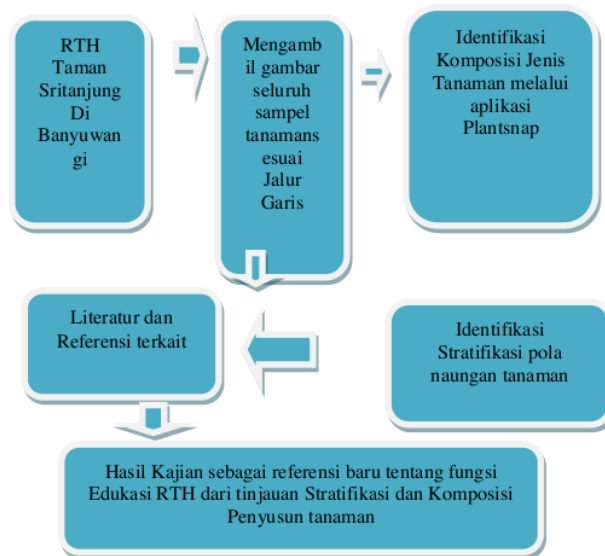 RTH
Taman
Sritanjung
Di
Banyuwan
gi
Mengamb
il gambar
seluruh
sampel
tanamans
esuai
Jalur
Garis
Identifikasi
Komposisi Jenis
Tanaman melalui
aplikasi
Plantsnap
Literatur dan
Referensi terkait
Identifikasi
Stratifikasi pola
naungan tanaman
Hasil Kajian sebagai referensi baru tentang fungsi
Edukasi RTH dari tinjauan Stratifikasi dan Komposisi
Penyusun tanaman